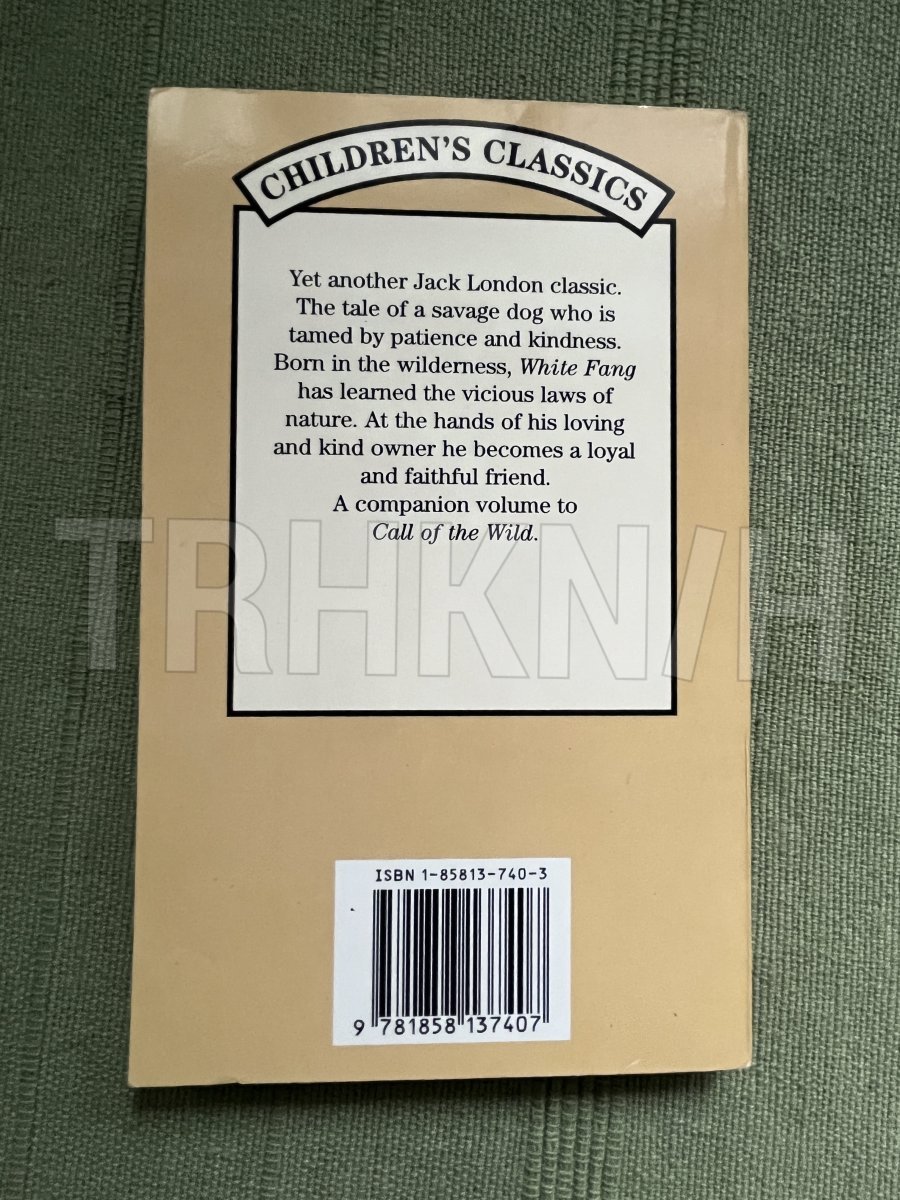 CHILDREN'S CLASSICS
Yet another Jack London classic.
The tale of a savage dog who is
tamed by patience and kindness.
Born in the wilderness, White Fang
has learned the vicious laws of
nature. At the hands of his loving
and kind owner he becomes a loyal
and faithful friend.
A companion volume to
Call of the Wild.
TRHKN/H
ISBN 1-85813-740-3
9 781858 137407